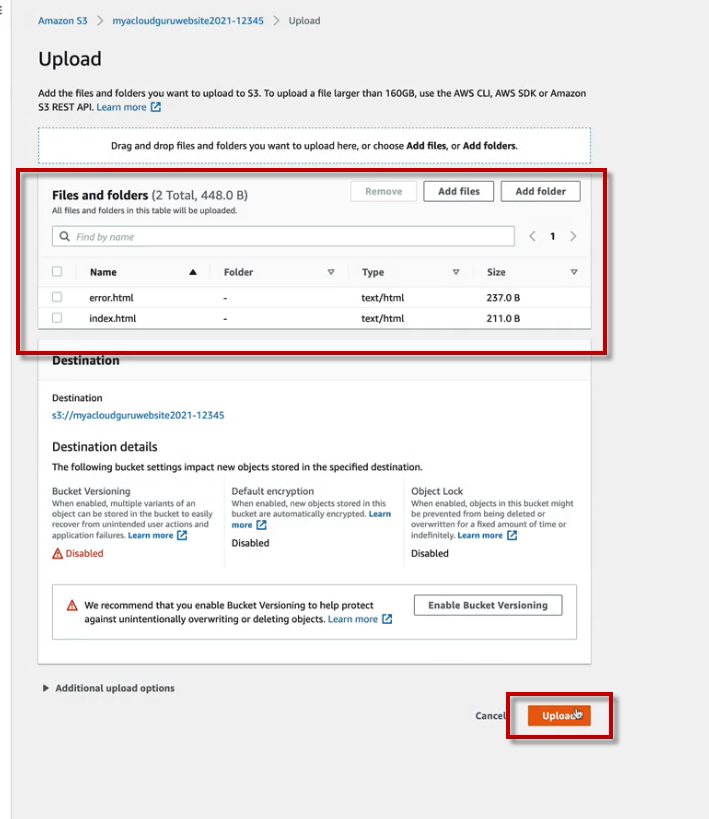 Amazon S3 > myacloudguruwebsite2021-12345 > Upload
Upload
Add the files and folders you want to upload to S3. To upload a file larger than 160GB, use the AWS CLI, AWS SDK or Amazon
S3 REST API. Learn more
Drag and drop files and folders you want to upload here, or choose Add files, or Add folders.
Files and folders (2 Total, 448.0 B)
Remove
Add files
Add folder
All files and folders in this table will be uploaded.
Find by name
< 1 >
Name Folder Type Size
error.html - text/html 237.0 B
index.html - text/html 211.0 B
Destination
Destination
s3://myacloudguruwebsite2021-12345
Destination details
The following bucket settings impact new objects stored in the specified destination.
Bucket Versioning
When enabled, multiple variants of an
object can be stored in the bucket to easily
recover from unintended user actions and
application failures. Learn more
Disabled
Default encryption
When enabled, new objects stored in this
bucket are automatically encrypted. Learn
more
Disabled
Object Lock
When enabled, objects in this bucket might
be prevented from being deleted or
overwritten for a fixed amount of time or
indefinitely. Learn more
Disabled
We recommend that you enable Bucket Versioning to help protect
against unintentionally overwriting or deleting objects. Learn more
Enable Bucket Versioning
Additional upload options
Cancel
Upload